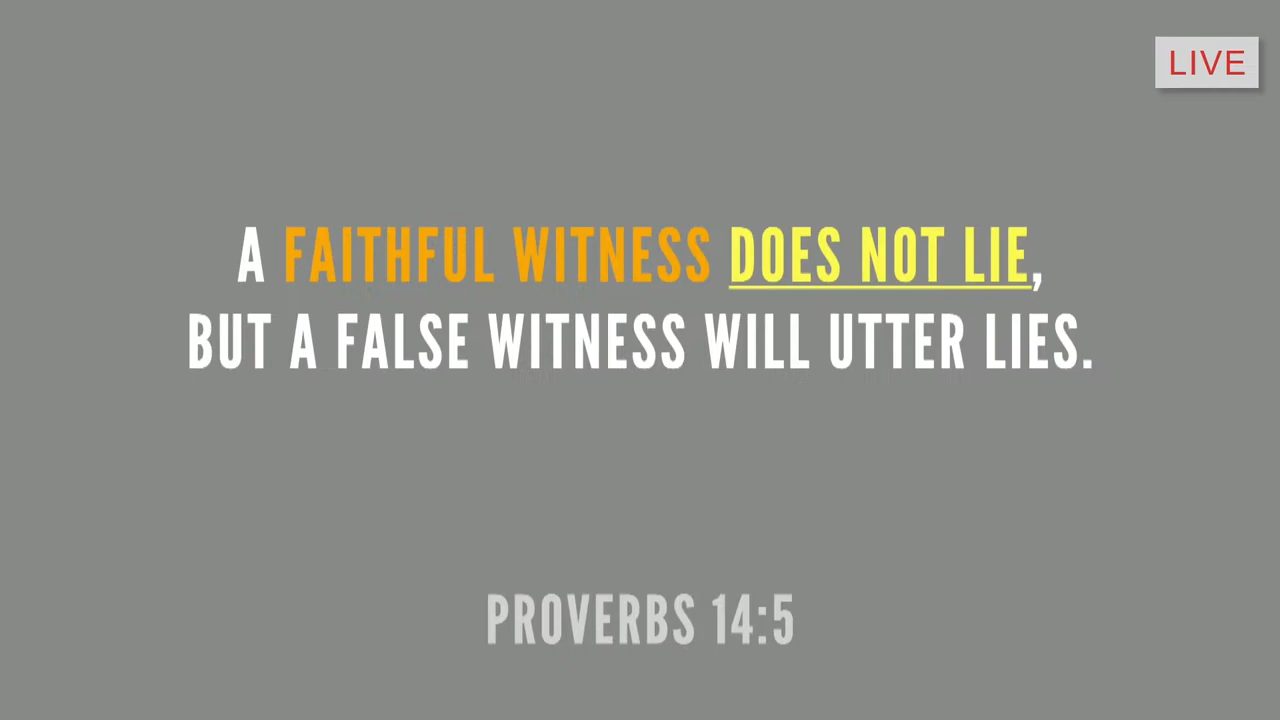 LIVE
A FAITHFUL WITNESS DOES NOT LIE,
BUT A FALSE WITNESS WILL UTTER LIES.
PROVERBS 14:5